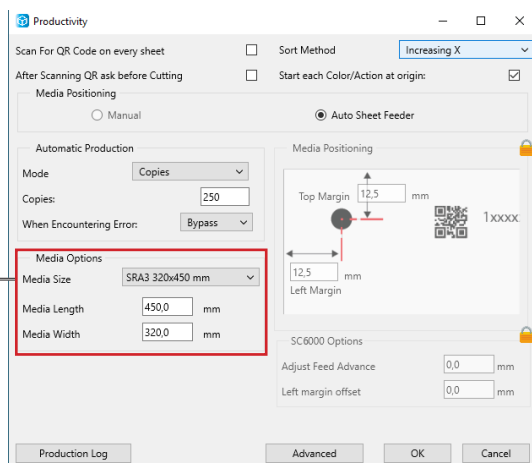 Productivity
Scan For QR Code on every sheet
Sort Method
Increasing X
After Scanning QR ask before Cutting
Start each Color/Action at origin:
Media Positioning
Manual
Auto Sheet Feeder
Automatic Production
Mode
Copies
Copies:
250
When Encountering Error:
Bypass
Media Positioning
Top Margin
12,5
mm
1xxxx
12,5
mm
Left Margin
Media Options
Media Size
SRA3 320x450 mm
Media Length
450,0
mm
Media Width
320,0
mm
SC6000 Options
Adjust Feed Advance
0,0
mm
Left margin offset
0,0
mm
Production Log
Advanced
OK
Cancel